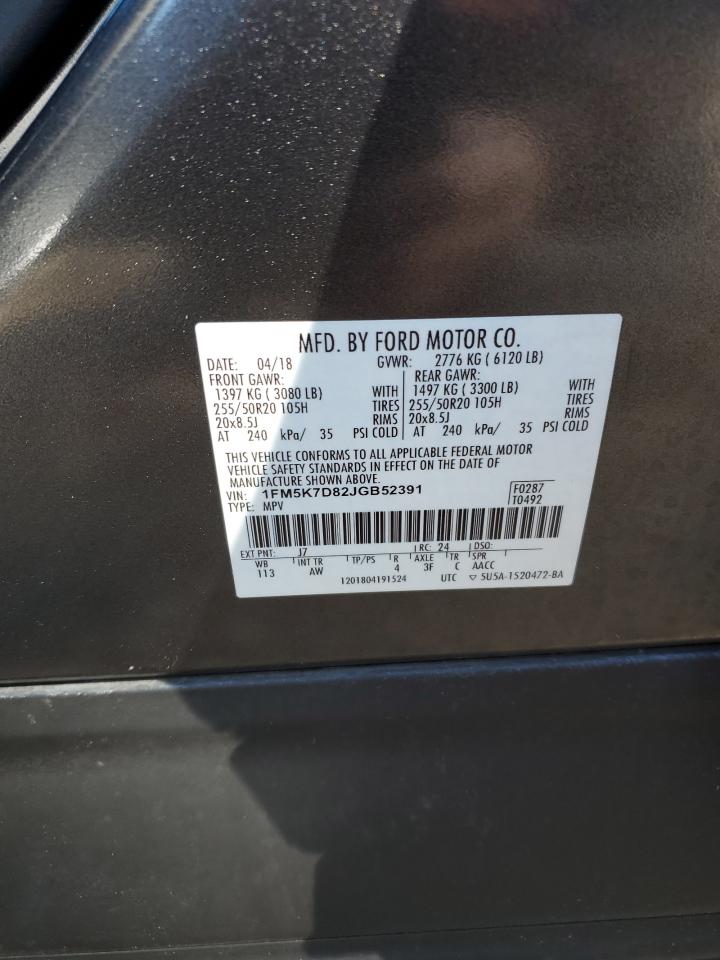 MFD. BY FORD MOTOR CO.
DATE: 04/18 GVWR: 2776 KG ( 6120 LB)
FRONT GAWR: REAR GAWR:
1397 KG ( 3080 LB) WITH 1497 KG ( 3300 LB) WITH
255/50R20 105H TIRES 255/50R20 105H TIRES
20x8.5J RIMS 20x8.5J RIMS
AT 240 kPa/ 35 PSI COLD AT 240 kPa/ 35 PSI COLD
THIS VEHICLE CONFORMS TO ALL APPLICABLE FEDERAL MOTOR
VEHICLE SAFETY STANDARDS IN EFFECT ON THE DATE OF
MANUFACTURE SHOWN ABOVE.
VIN: 1FM5K7D82JGB52391 F0287
TYPE: MPV T0492
EXT PNT: J7 RC: 24 DSO:
WB INT TR TP/PS R AXLE TR SPR
113 AW 4 3F C AACC
1201804191524 UTC ▽ 5U5A-1520472-BA